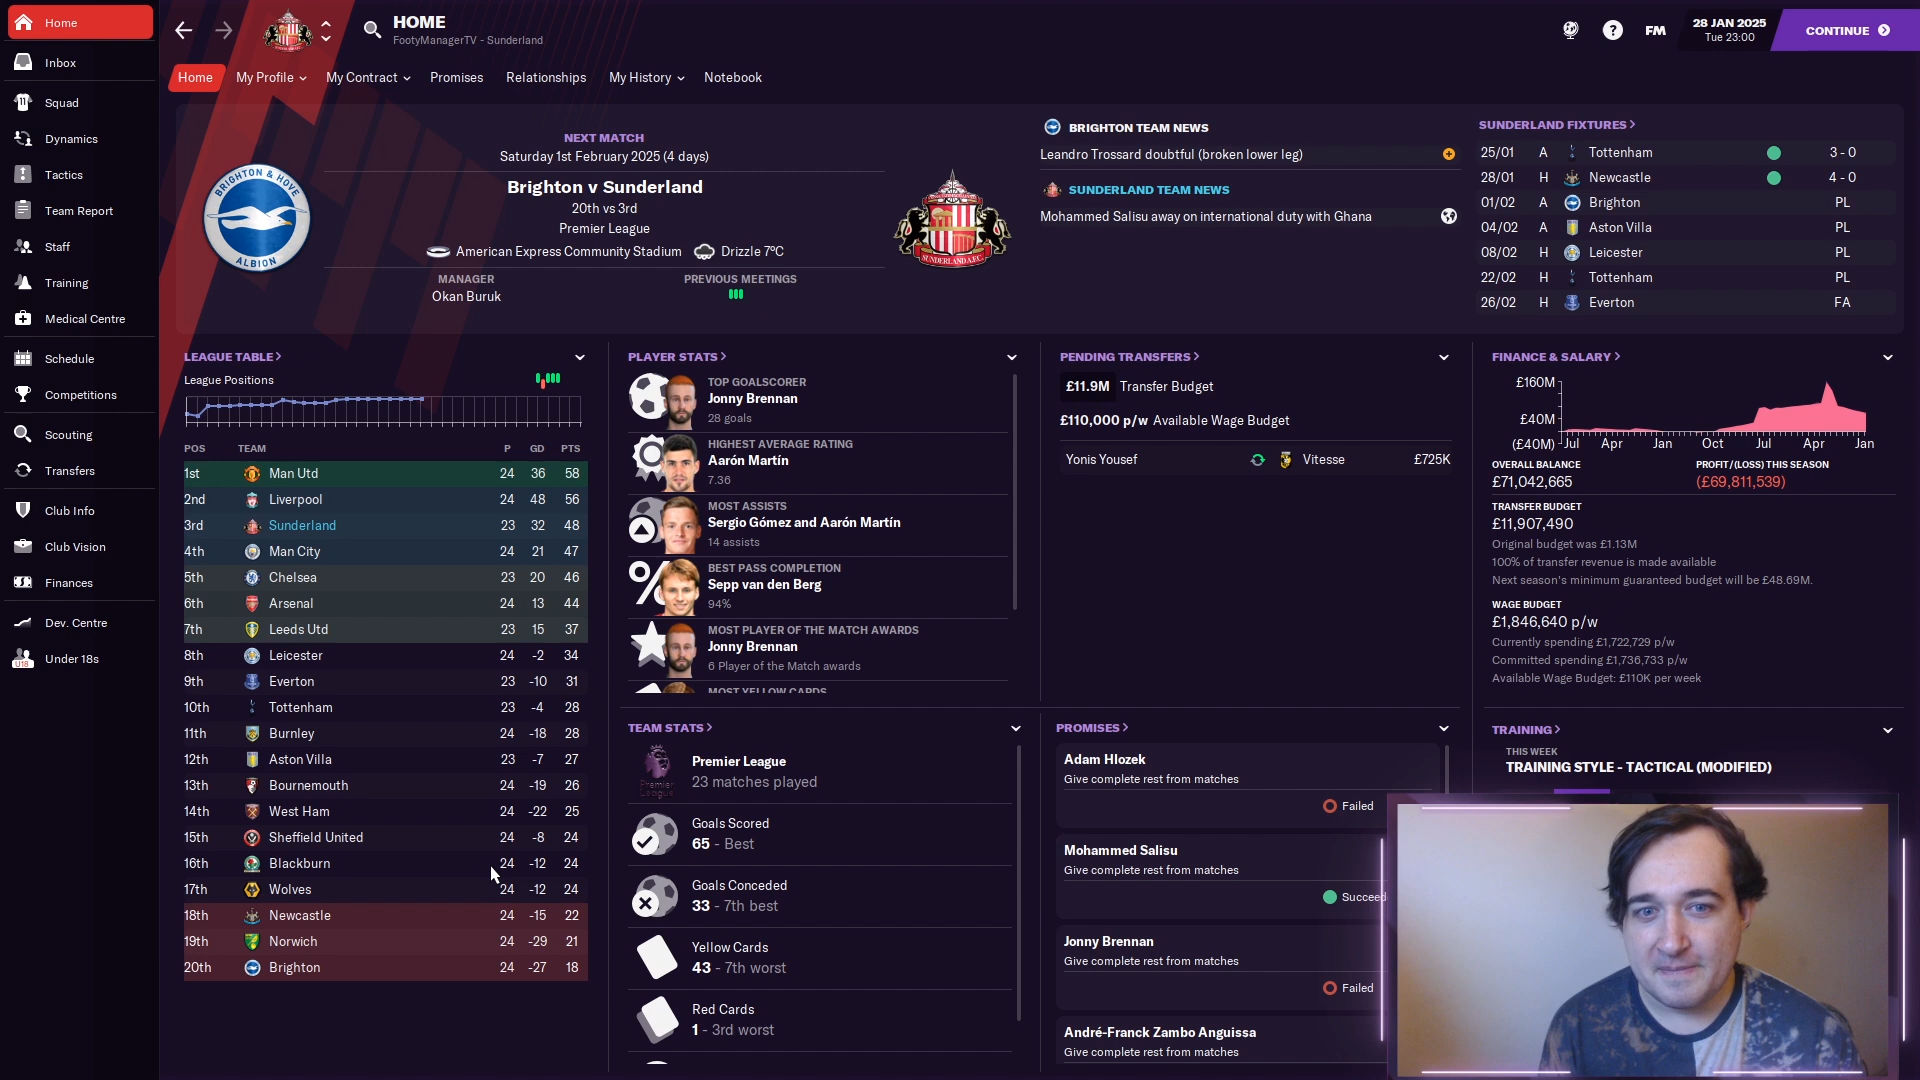 Home
Inbox
Squad
Dynamics
Tactics
Team Report
Staff
Training
Medical Centre
Schedule
Competitions
Scouting
Transfers
Club Info
Club Vision
Finances
Dev. Centre
U18
Under 18s
HOME
FootyManagerTV - Sunderland
FM
28 JAN 2025
Tue 23:00
CONTINUE
Home My Profile My Contract Promises Relationships My History Notebook
BRIGHTON & HOVE ALBION
NEXT MATCH
Saturday 1st February 2025 (4 days)
Brighton v Sunderland
20th vs 3rd
Premier League
American Express Community Stadium Drizzle 7ºC
MANAGER
Okan Buruk
PREVIOUS MEETINGS
SUNDERLAND A.F.C
BRIGHTON TEAM NEWS
Leandro Trossard doubtful (broken lower leg)
SUNDERLAND TEAM NEWS
Mohammed Salisu away on international duty with Ghana
SUNDERLAND FIXTURES
25/01 A Tottenham 3 - 0
28/01 H Newcastle 4 - 0
01/02 A Brighton PL
04/02 A Aston Villa PL
08/02 H Leicester PL
22/02 H Tottenham PL
26/02 H Everton FA
LEAGUE TABLE
League Positions
POS TEAM P GD PTS
1st Man Utd 24 36 58
2nd Liverpool 24 48 56
3rd Sunderland 23 32 48
4th Man City 24 21 47
5th Chelsea 23 20 46
6th Arsenal 24 13 44
7th Leeds Utd 23 15 37
8th Leicester 24 -2 34
9th Everton 23 -10 31
10th Tottenham 23 -4 28
11th Burnley 24 -18 28
12th Aston Villa 23 -7 27
13th Bournemouth 24 -19 26
14th West Ham 24 -22 25
15th Sheffield United 24 -8 24
16th Blackburn 24 -12 24
17th Wolves 24 -12 24
18th Newcastle 24 -15 22
19th Norwich 24 -29 21
20th Brighton 24 -27 18
PLAYER STATS
TOP GOALSCORER
Jonny Brennan
28 goals
HIGHEST AVERAGE RATING
Aarón Martín
7.36
MOST ASSISTS
Sergio Gómez and Aarón Martín
14 assists
BEST PASS COMPLETION
Sepp van den Berg
94%
MOST PLAYER OF THE MATCH AWARDS
Jonny Brennan
6 Player of the Match awards
MOST YELLOW CARDS
PENDING TRANSFERS
£11.9M Transfer Budget
£110,000 p/w Available Wage Budget
Yonis Yousef Vitesse £725K
FINANCE & SALARY
£160M
£40M
(£40M)
Jul Apr Jan Oct Jul Apr Jan
OVERALL BALANCE
£71,042,665
PROFIT/(LOSS) THIS SEASON
(£69,811,539)
TRANSFER BUDGET
£11,907,490
Original budget was £1.13M
100% of transfer revenue is made available
Next season's minimum guaranteed budget will be £48.69M.
WAGE BUDGET
£1,846,640 p/w
Currently spending £1,722,729 p/w
Committed spending £1,736,733 p/w
Available Wage Budget: £110K per week
TEAM STATS
Premier League
Premier League
23 matches played
Goals Scored
65 - Best
Goals Conceded
33 - 7th best
Yellow Cards
43 - 7th worst
Red Cards
1 - 3rd worst
PROMISES
Adam Hlozek
Give complete rest from matches
Failed
Mohammed Salisu
Give complete rest from matches
Succeed
Jonny Brennan
Give complete rest from matches
Failed
André-Franck Zambo Anguissa
Give complete rest from matches
TRAINING
THIS WEEK
TRAINING STYLE - TACTICAL (MODIFIED)